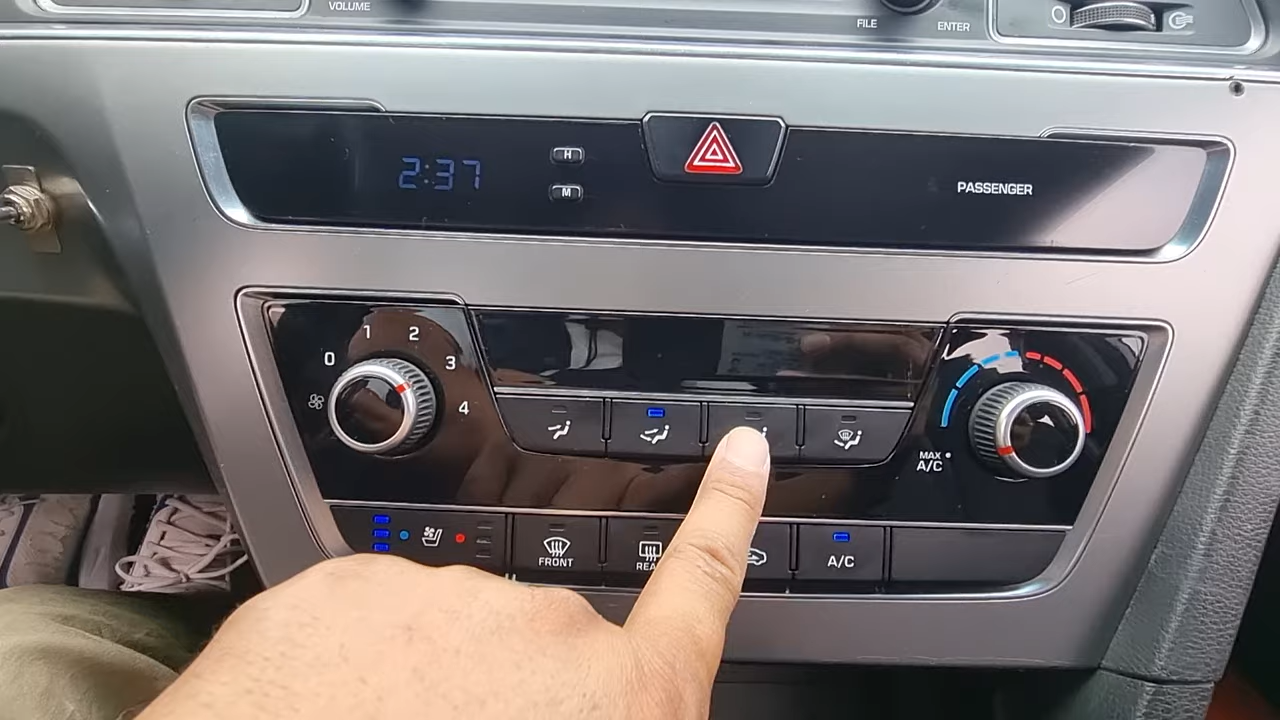 VOLUME
FILE
ENTER
2:37
H
M
PASSENGER
0
1
2
3
4
MAX
A/C
FRONT
A/C